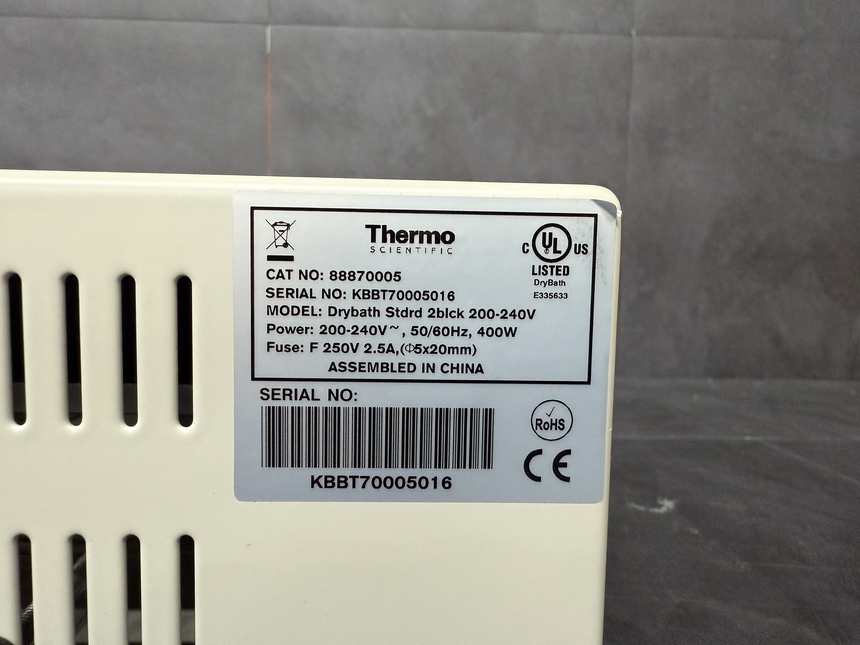 Thermo
SCIENTIFIC
C UL US
LISTED
DryBath
E335633
CAT NO: 88870005
SERIAL NO: KBBT70005016
MODEL: Drybath Stdrd 2blck 200-240V
Power: 200-240V~, 50/60Hz, 400W
Fuse: F 250V 2.5A,(Φ5x20mm)
ASSEMBLED IN CHINA
SERIAL NO:
KBBT70005016
RoHS
CE